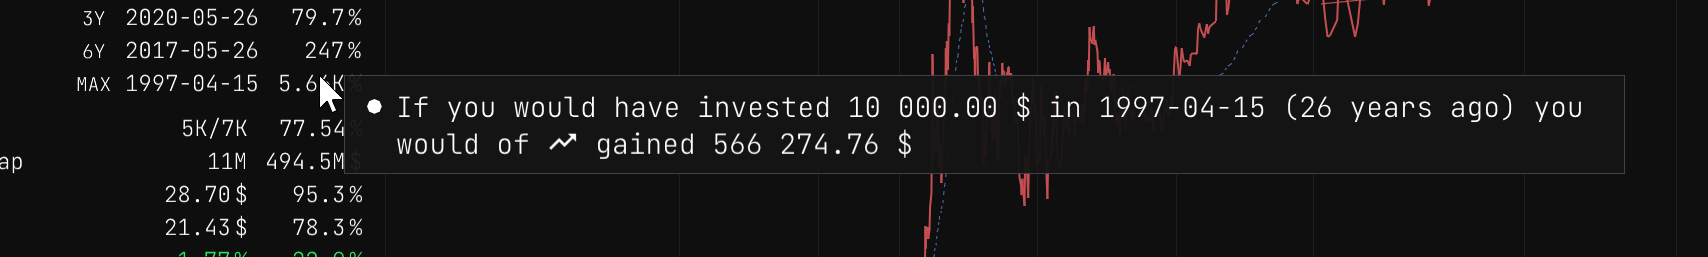 3Y 2020-05-26 79.7%
6Y 2017-05-26 247%
MAX 1997-04-15
If you would have invested 10 000.00 $ in 1997-04-15 (26 years ago) you
would of gained 566 274.76 $
5K/7K 77.54
ap 11M 494.5M$
28.70$ 95.3%
21.43$ 78.3%